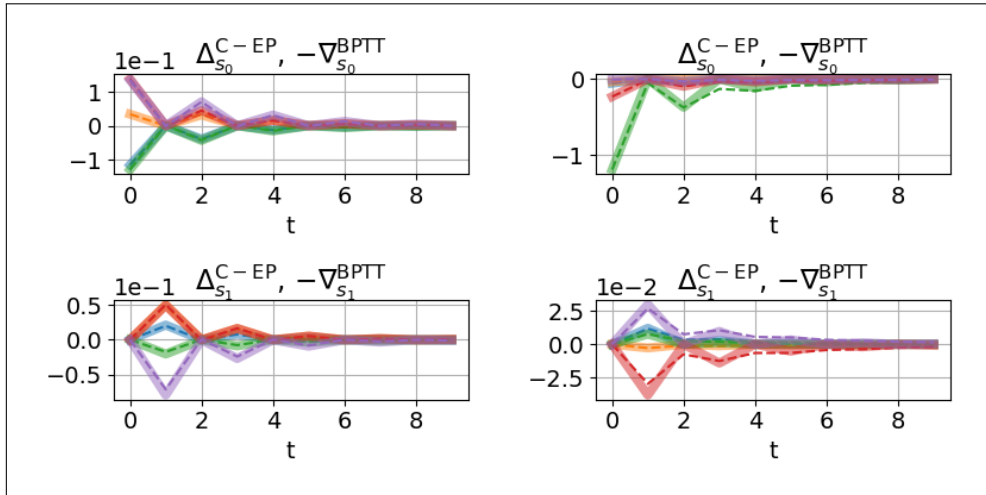 Δ_{s_0}^{C−EP}, −∇_{s_0}^{BPTT}
1e−1
1
0
−1
0 2 4 6 8
t
Δ_{s_0}^{C−EP}, −∇_{s_0}^{BPTT}
0
−1
0 2 4 6 8
t
Δ_{s_1}^{C−EP}, −∇_{s_1}^{BPTT}
1e−1
0.5
0.0
−0.5
0 2 4 6 8
t
Δ_{s_1}^{C−EP}, −∇_{s_1}^{BPTT}
1e−2
2.5
0.0
−2.5
0 2 4 6 8
t